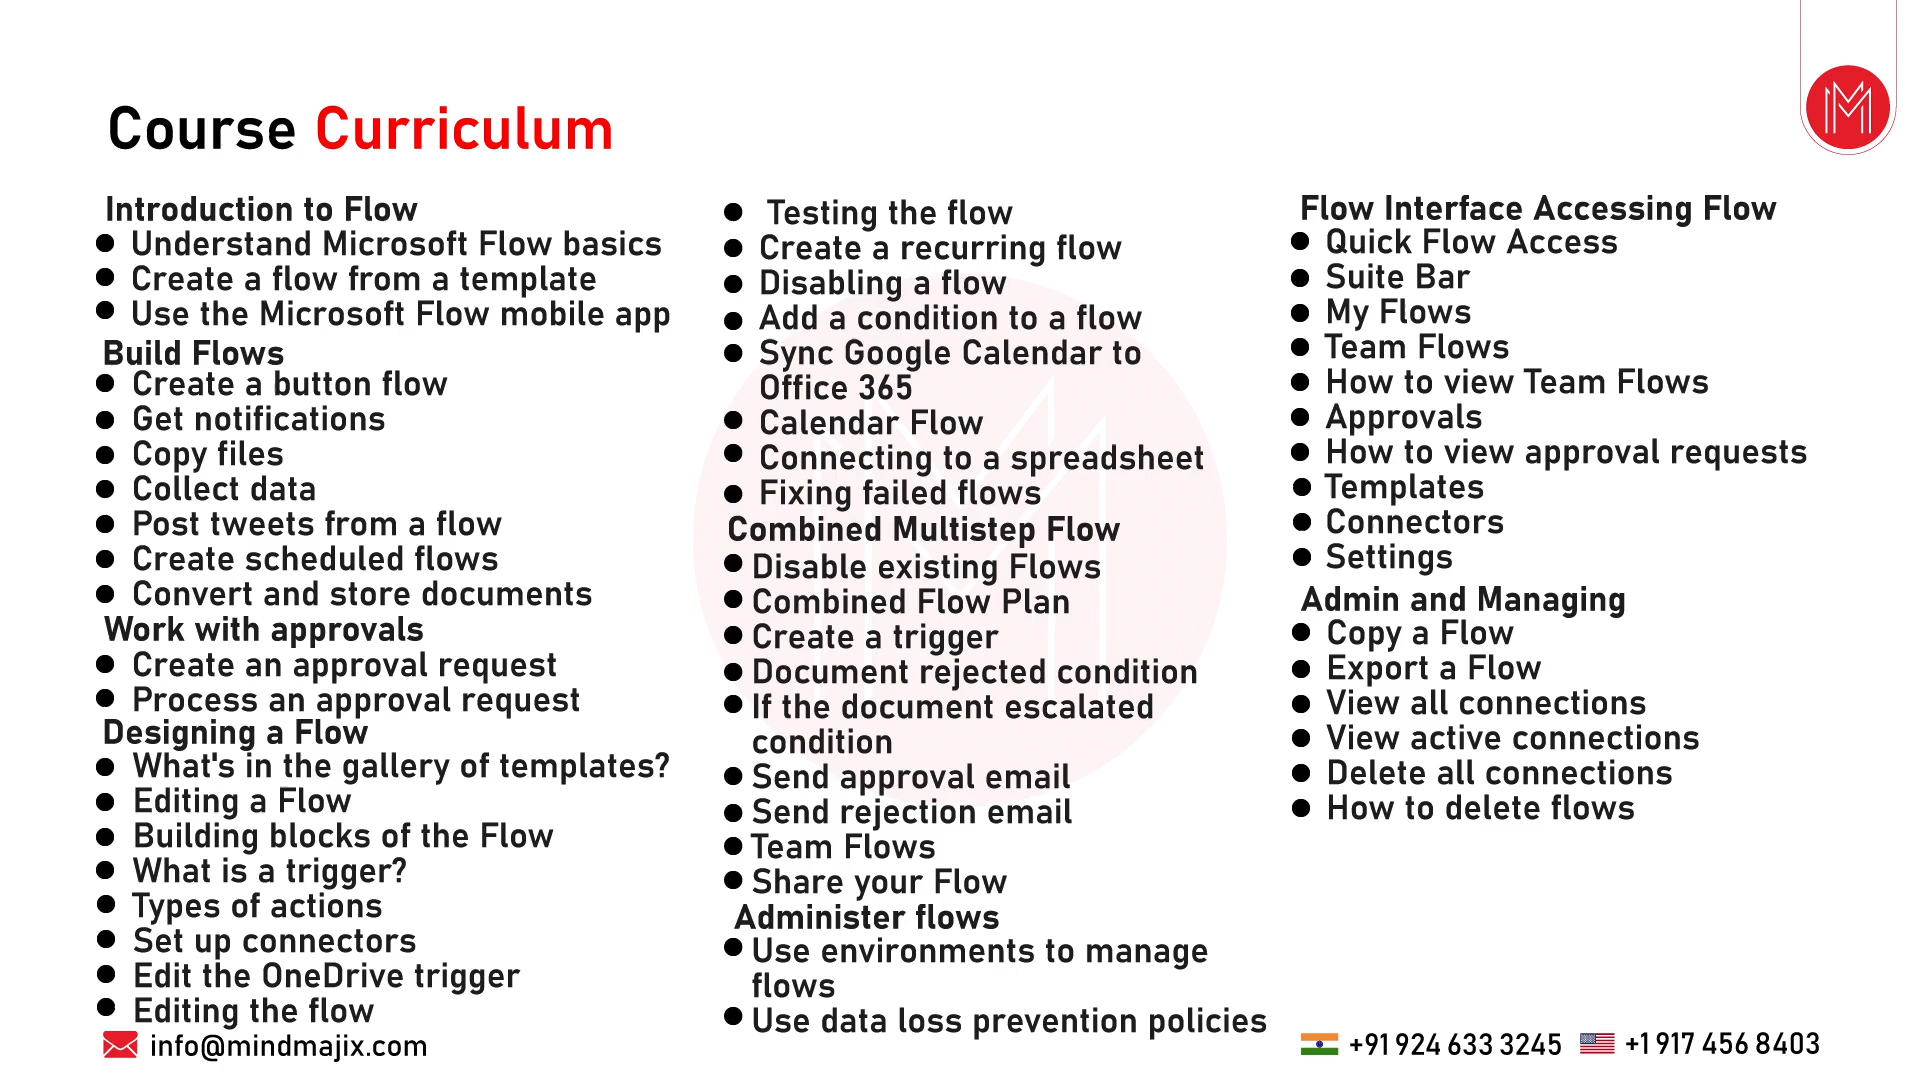 Course Curriculum
Introduction to Flow
Understand Microsoft Flow basics
Create a flow from a template
Use the Microsoft Flow mobile app
Build Flows
Create a button flow
Get notifications
Copy files
Collect data
Post tweets from a flow
Create scheduled flows
Convert and store documents
Work with approvals
Create an approval request
Process an approval request
Designing a Flow
What's in the gallery of templates?
Editing a Flow
Building blocks of the Flow
What is a trigger?
Types of actions
Set up connectors
Edit the OneDrive trigger
Editing the flow
Testing the flow
Create a recurring flow
Disabling a flow
Add a condition to a flow
Sync Google Calendar to
Office 365
Calendar Flow
Connecting to a spreadsheet
Fixing failed flows
Combined Multistep Flow
Disable existing Flows
Combined Flow Plan
Create a trigger
Document rejected condition
If the document escalated
condition
Send approval email
Send rejection email
Team Flows
Share your Flow
Administer flows
Use environments to manage
flows
Use data loss prevention policies
Flow Interface Accessing Flow
Quick Flow Access
Suite Bar
My Flows
Team Flows
How to view Team Flows
Approvals
How to view approval requests
Templates
Connectors
Settings
Admin and Managing
Copy a Flow
Export a Flow
View all connections
View active connections
Delete all connections
How to delete flows
info@mindmajix.com
+91 924 633 3245
+1 917 456 8403